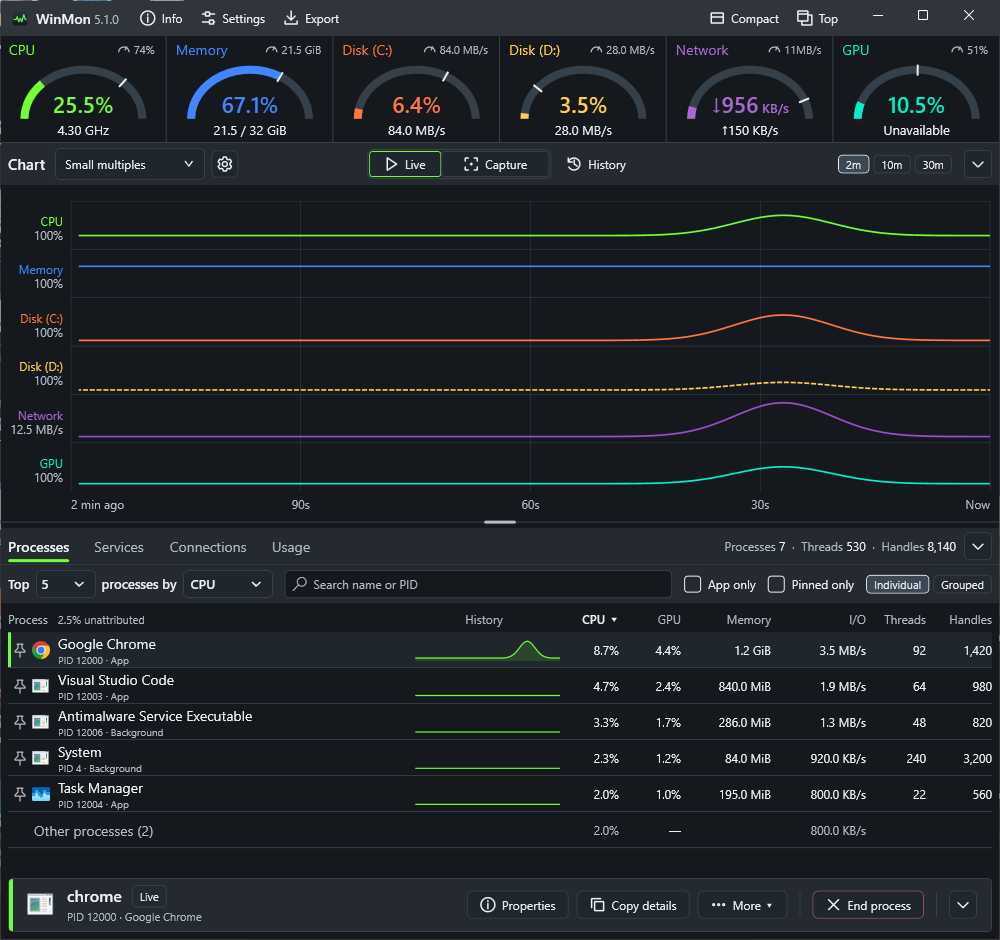 WinMon 5.1.0 Info Settings Export Compact Top
CPU 74% Memory 21.5 GiB Disk (C:) 84.0 MB/s Disk (D:) 28.0 MB/s Network 11MB/s GPU 51%
25.5% 67.1% 6.4% 3.5% ↓956 KB/s 10.5%
4.30 GHz 21.5 / 32 GiB 84.0 MB/s 28.0 MB/s ↑150 KB/s Unavailable
Chart Small multiples Live Capture History 2m 10m 30m
CPU
100%
Memory
100%
Disk (C:)
100%
Disk (D:)
100%
Network
12.5 MB/s
GPU
100%
2 min ago 90s 60s 30s Now
Processes Services Connections Usage Processes 7 · Threads 530 · Handles 8,140
Top 5 processes by CPU Search name or PID App only Pinned only Individual Grouped
Process 2.5% unattributed History CPU ▼ GPU Memory I/O Threads Handles
Google Chrome
PID 12000 · App 8.7% 4.4% 1.2 GiB 3.5 MB/s 92 1,420
Visual Studio Code
PID 12003 · App 4.7% 2.4% 840.0 MiB 1.9 MB/s 64 980
Antimalware Service Executable
PID 12006 · Background 3.3% 1.7% 286.0 MiB 1.3 MB/s 48 820
System
PID 4 · Background 2.3% 1.2% 84.0 MiB 920.0 KB/s 240 3,200
Task Manager
PID 12004 · App 2.0% 1.0% 195.0 MiB 800.0 KB/s 22 560
Other processes (2) 2.0% — 800.0 KB/s
chrome Live
PID 12000 · Google Chrome Properties Copy details ••• More ▼ End process